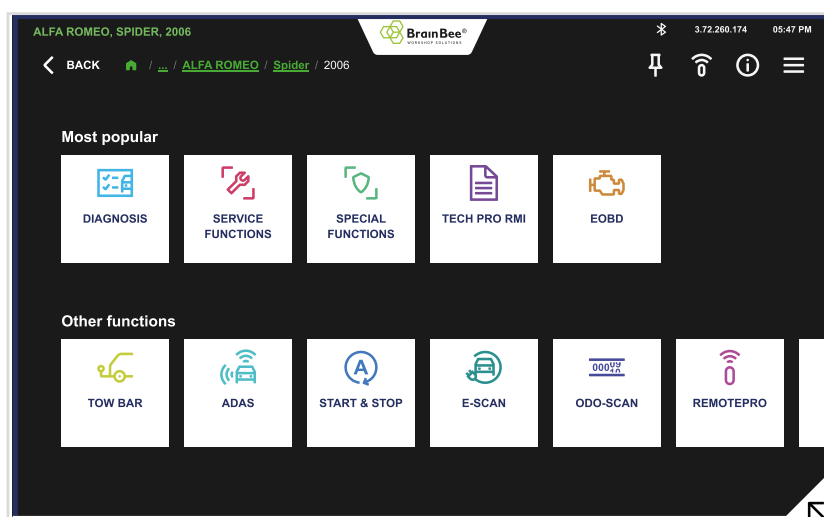 ALFA ROMEO, SPIDER, 2006
BrainBee®
WORKSHOP SOLUTIONS
3.72.260.174
05:47 PM
BACK / ... / ALFA ROMEO / Spider / 2006
Most popular
DIAGNOSIS
SERVICE
FUNCTIONS
SPECIAL
FUNCTIONS
TECH PRO RMI
EOBD
Other functions
TOW BAR
A
ADAS
START & STOP
E-SCAN
ODO-SCAN
REMOTEPRO